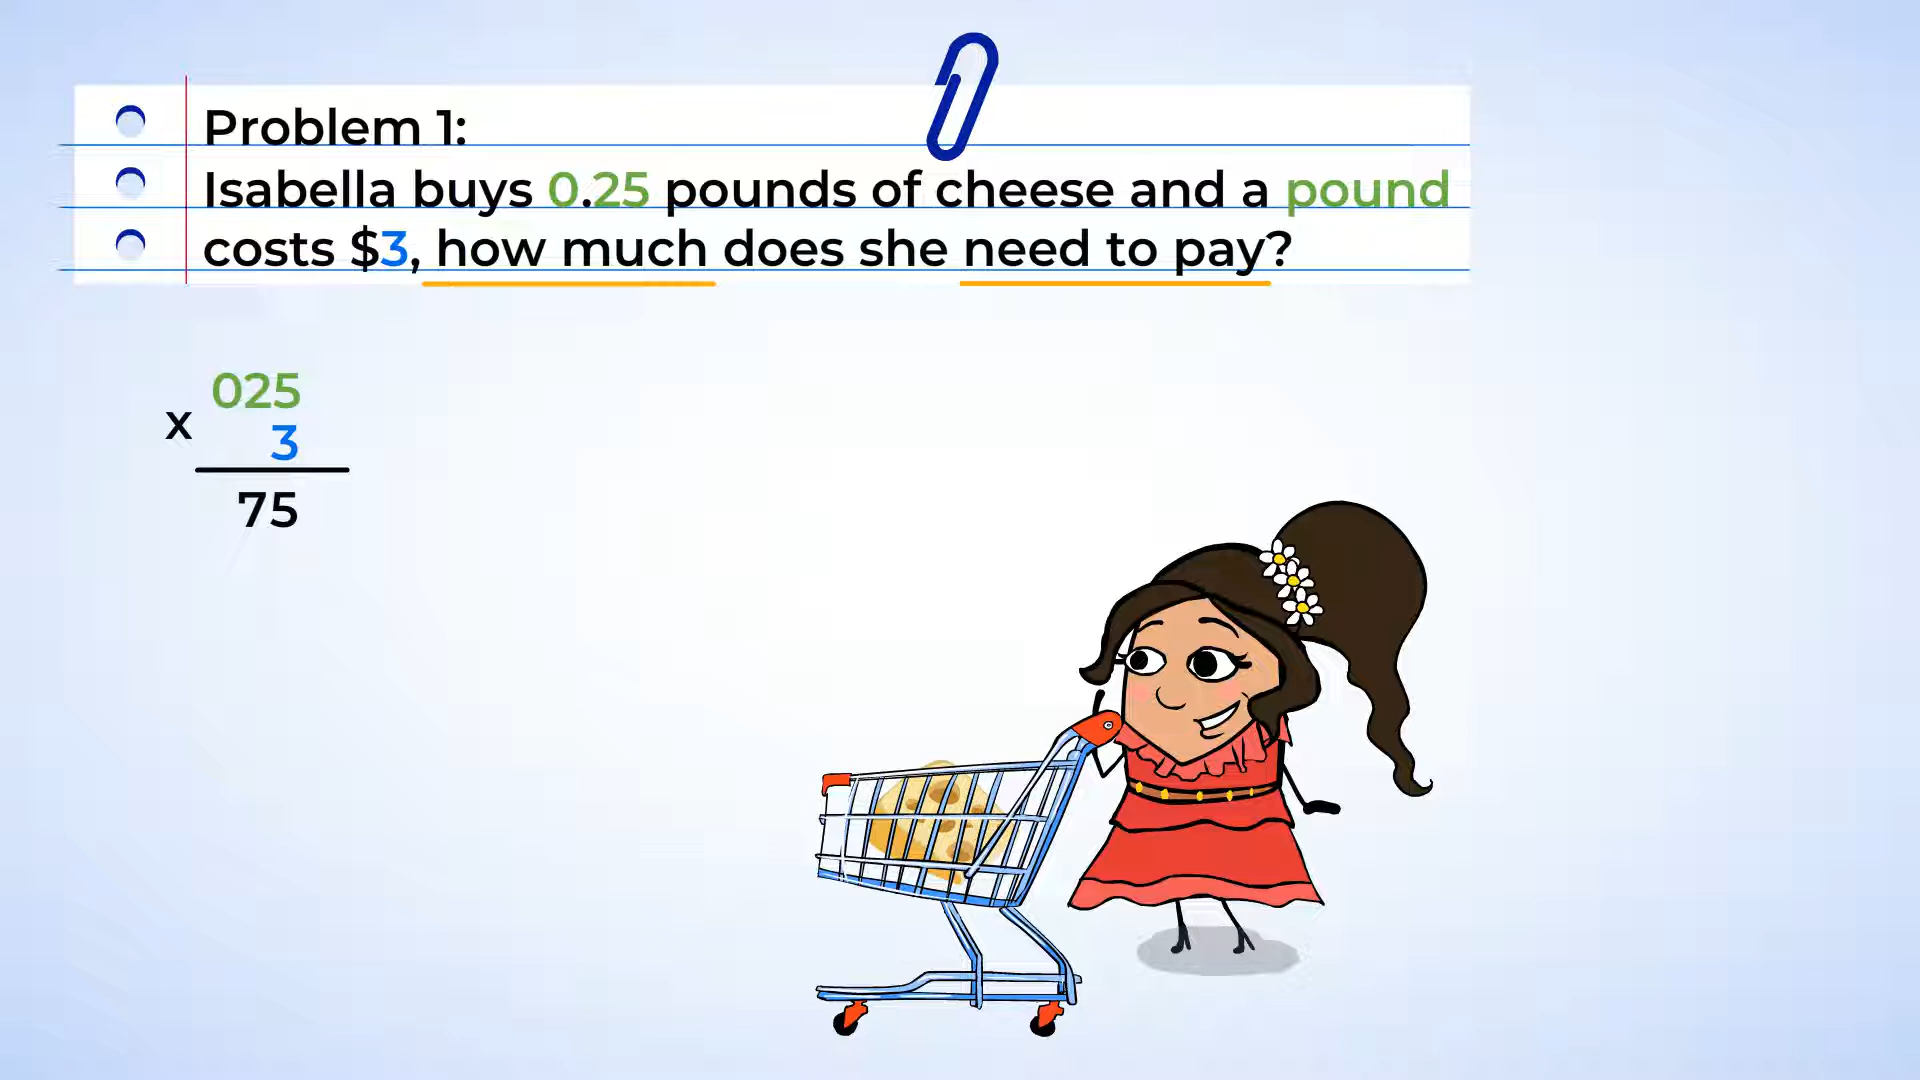 Problem 1:
Isabella buys 0.25 pounds of cheese and a pound
costs $3, how much does she need to pay?
025
x
3
75